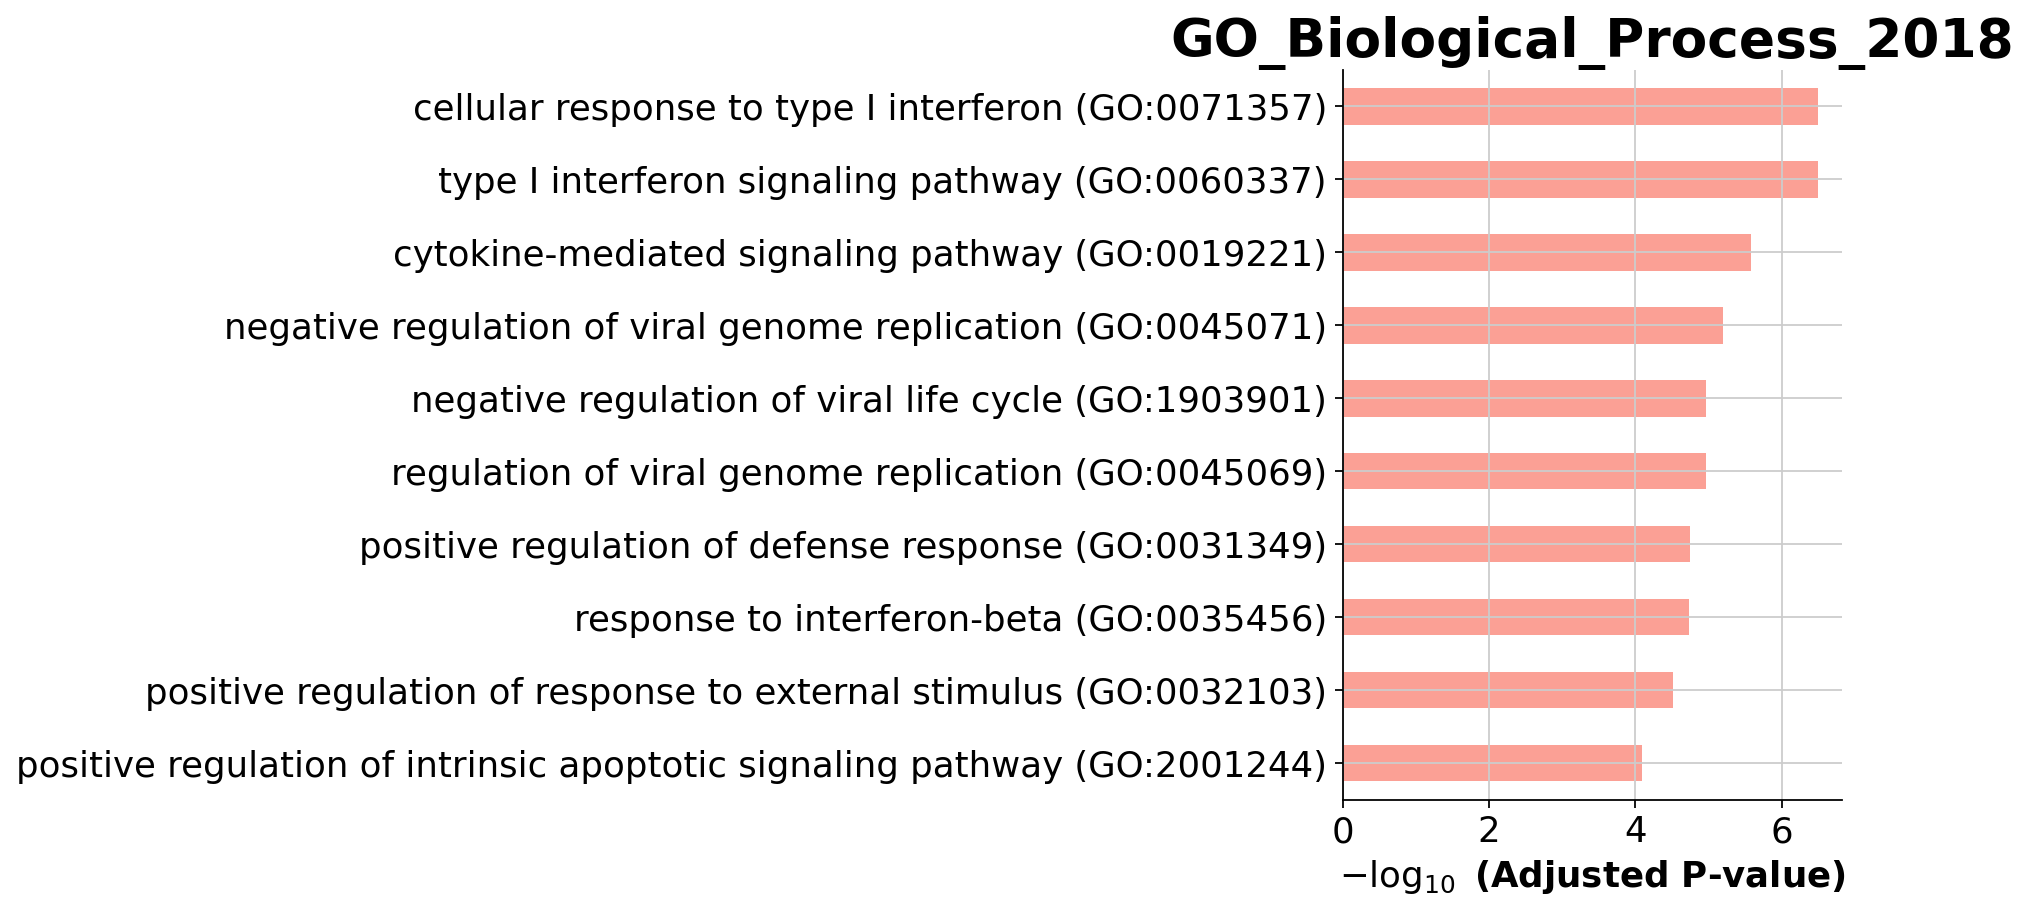 GO_Biological_Process_2018
cellular response to type I interferon (GO:0071357)
type I interferon signaling pathway (GO:0060337)
cytokine-mediated signaling pathway (GO:0019221)
negative regulation of viral genome replication (GO:0045071)
negative regulation of viral life cycle (GO:1903901)
regulation of viral genome replication (GO:0045069)
positive regulation of defense response (GO:0031349)
response to interferon-beta (GO:0035456)
positive regulation of response to external stimulus (GO:0032103)
positive regulation of intrinsic apoptotic signaling pathway (GO:2001244)
0 2 4 6
−log₁₀ (Adjusted P-value)